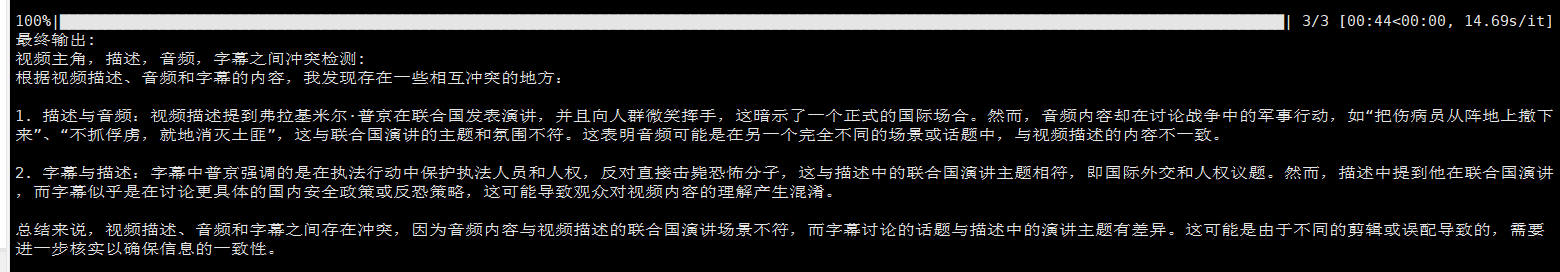 100%|██████████| 3/3 [00:44<00:00, 14.69s/it]
最终输出:
视频主角，描述，音频，字幕之间冲突检测:
根据视频描述、音频和字幕的内容，我发现存在一些相互冲突的地方：
1. 描述与音频：视频描述提到弗拉基米尔·普京在联合国发表演讲，并且向人群微笑挥手，这暗示了一个正式的国际场合。然而，音频内容却在讨论战争中的军事行动，如“把伤病员从阵地上撤下
来”、“不抓俘虏，就地消灭土匪”，这与联合国演讲的主题和氛围不符。这表明音频可能是在另一个完全不同的场景或话题中，与视频描述的内容不一致。
2. 字幕与描述：字幕中普京强调的是在执法行动中保护执法人员和人权，反对直接击毙恐怖分子，这与描述中的联合国演讲主题相符，即国际外交和人权议题。然而，描述中提到他在联合国演讲
，而字幕似乎是在讨论更具体的国内安全政策或反恐策略，这可能导致观众对视频内容的理解产生混淆。
总结来说，视频描述、音频和字幕之间存在冲突，因为音频内容与视频描述的联合国演讲场景不符，而字幕讨论的话题与描述中的演讲主题有差异。这可能是由于不同的剪辑或误配导致的，需要
进一步核实以确保信息的一致性。